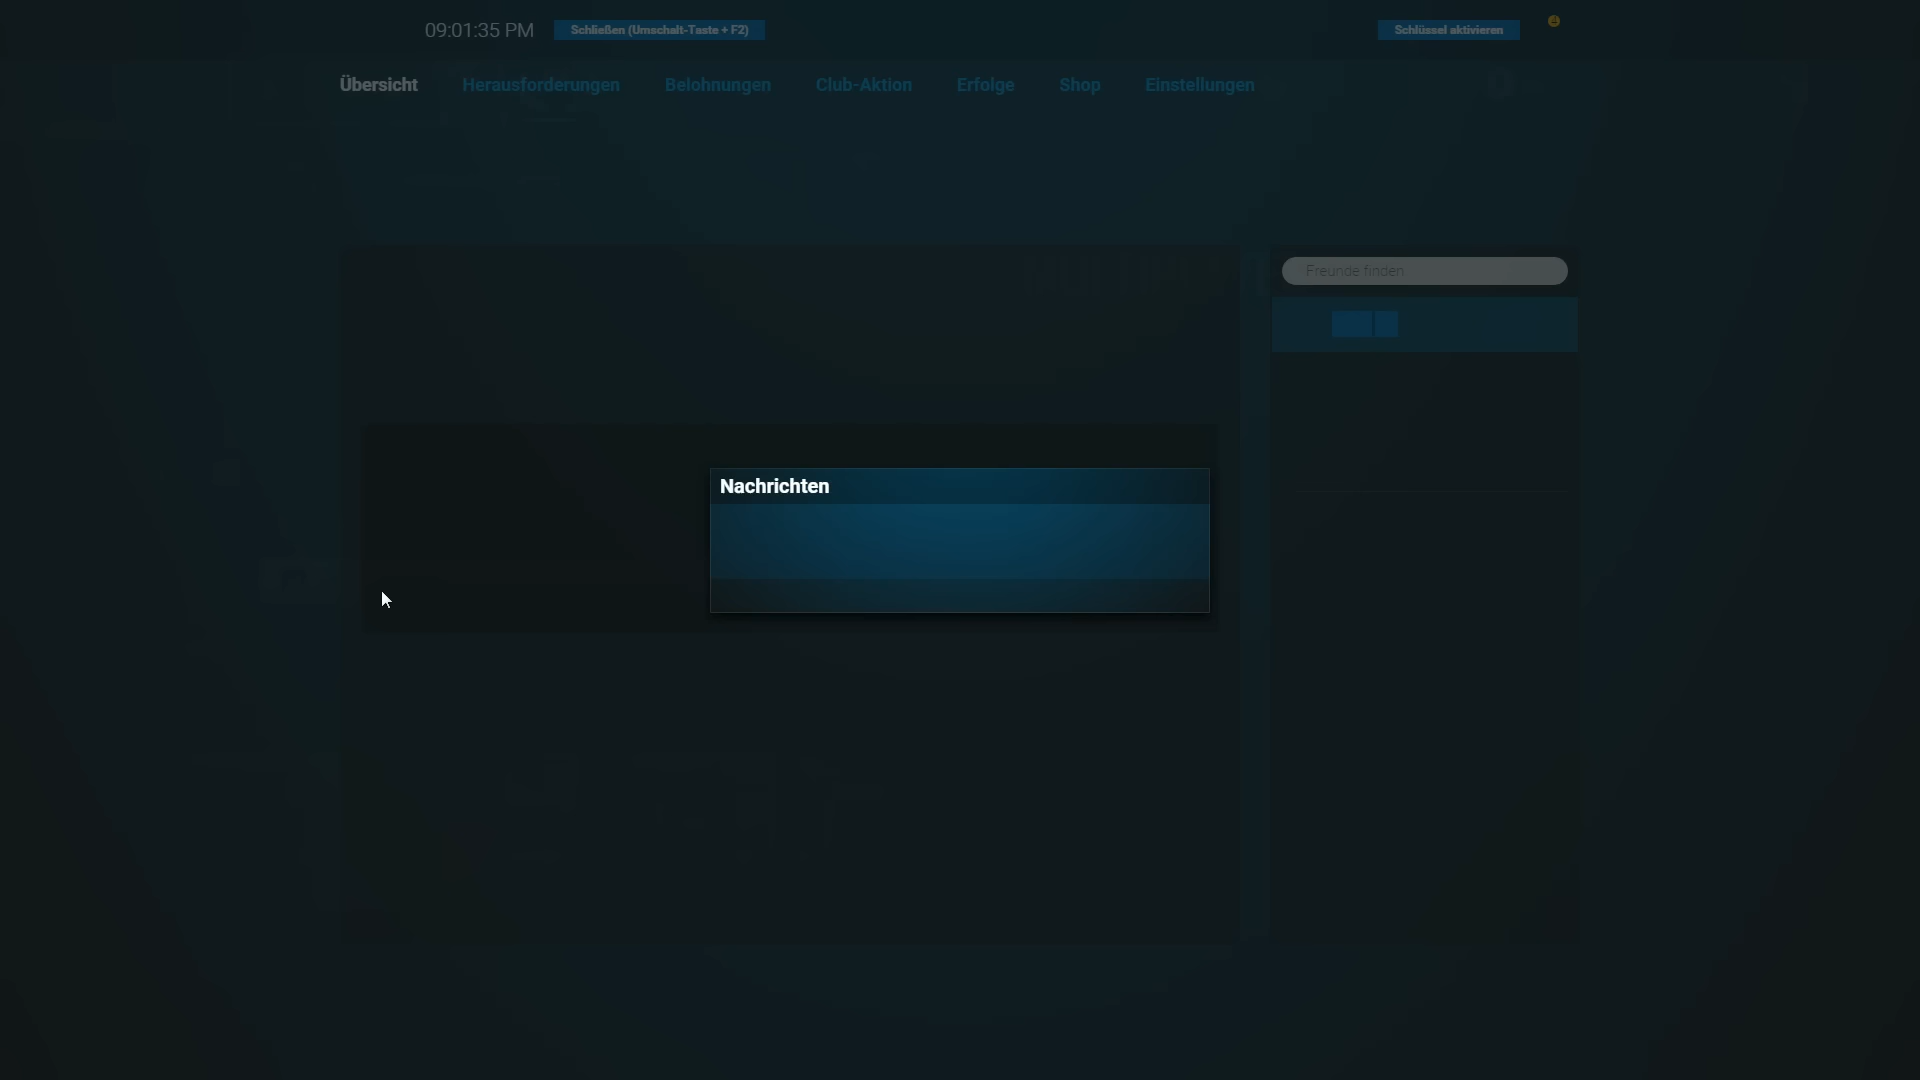 09:01:35 PM
Schließen (Umschalt-Taste + F2)
Schlüssel aktivieren
4
Übersicht
Herausforderungen
Belohnungen
Club-Aktion
Erfolge
Shop
Einstellungen
Freunde finden
Nachrichten